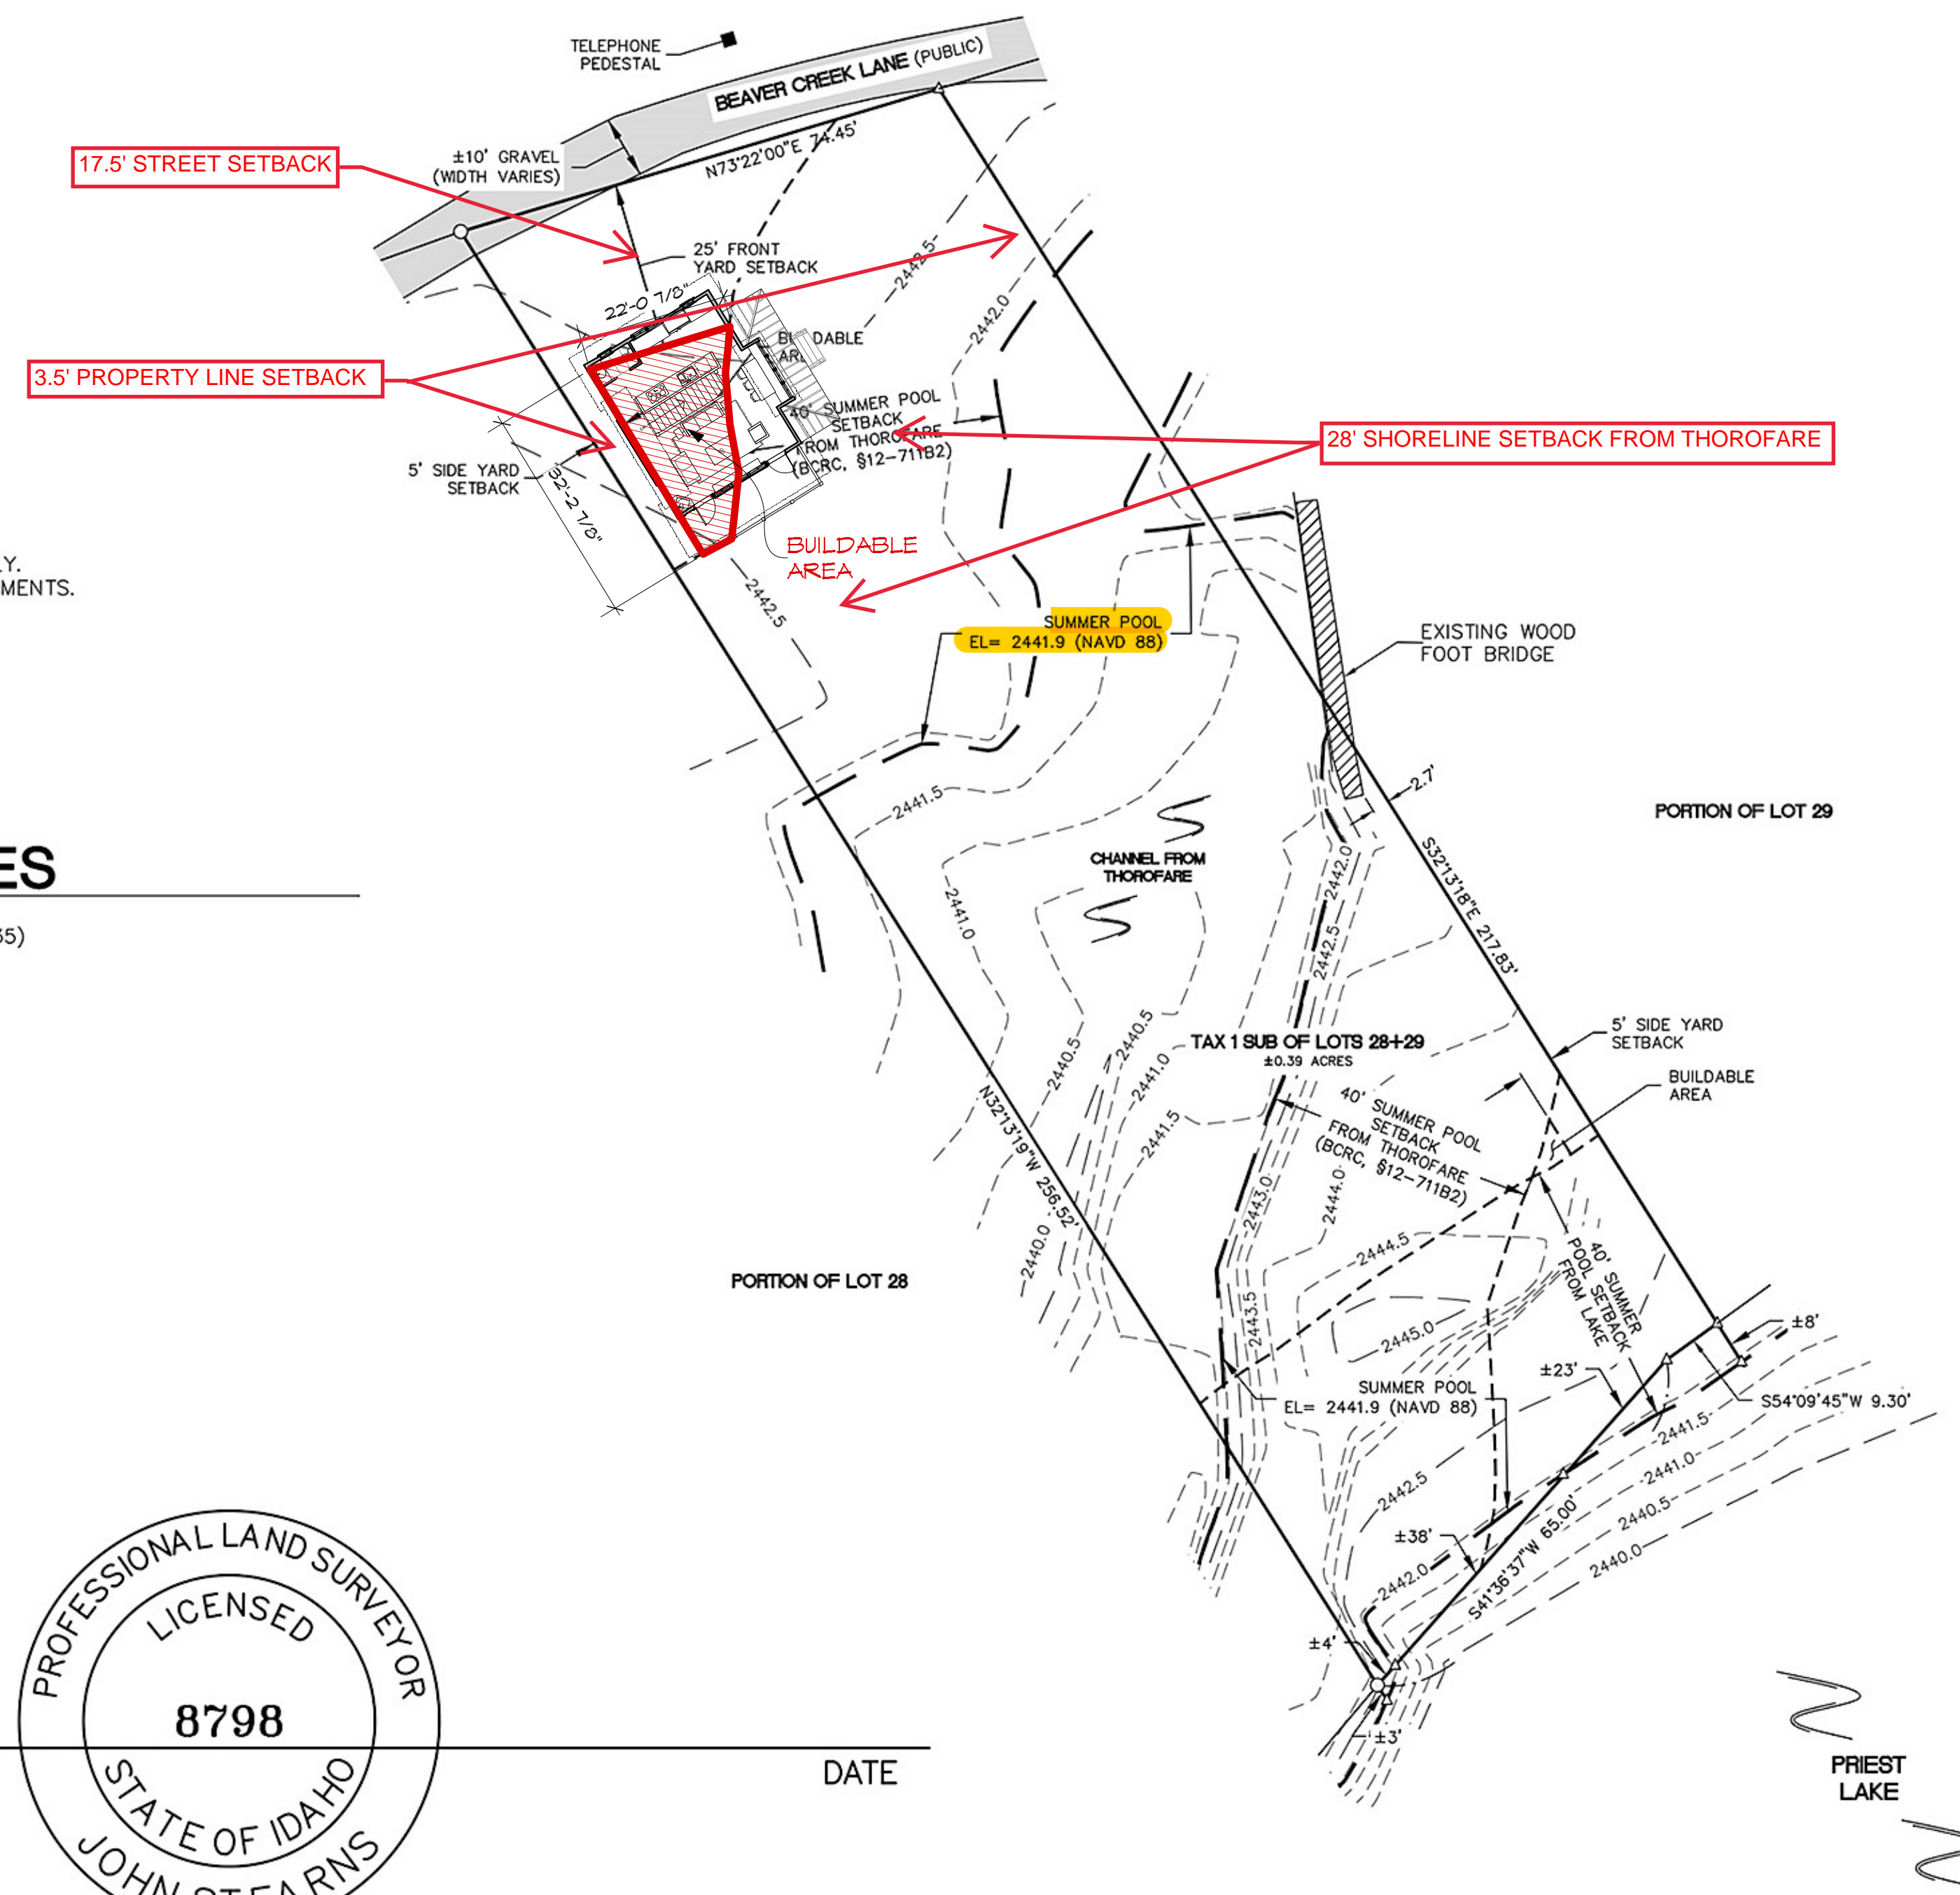 TELEPHONE
PEDESTAL
BEAVER CREEK LANE (PUBLIC)
17.5' STREET SETBACK
±10' GRAVEL
(WIDTH VARIES)
N73°22'00"E 74.45'
25' FRONT
YARD SETBACK
2442.5
2442.0
22'-0 7/8"
BUILDABLE
3.5' PROPERTY LINE SETBACK
40' SUMMER POOL
SETBACK
FROM THOROFARE
(BCRC, §12-711B2)
28' SHORELINE SETBACK FROM THOROFARE
5' SIDE YARD
SETBACK
32'-2 7/8"
BUILDABLE
AREA
LY.
MENTS.
2442.5
SUMMER POOL
EL= 2441.9 (NAVD 88)
EXISTING WOOD
FOOT BRIDGE
2.7'
2441.5
PORTION OF LOT 29
CHANNEL FROM
THOROFARE
S32°13'18"E 217.83'
2442.0
2442.5
ES
35)
2441.0
2440.5
2440.5
2441.0
2441.5
TAX 1 SUB OF LOTS 28+29
±0.39 ACRES
5' SIDE YARD
SETBACK
BUILDABLE
AREA
N32°13'19"W 256.52'
40' SUMMER POOL
SETBACK
FROM THOROFARE
(BCRC, §12-711B2)
2443.0
2444.0
2440.0
2444.5
40' SUMMER
POOL SETBACK
FROM LAKE
PORTION OF LOT 28
2443.5
2445.0
±8'
±23'
SUMMER POOL
EL= 2441.9 (NAVD 88)
S54°09'45"W 9.30'
2441.5
2441.0
2442.5
2440.5
±38'
S41°36'37"W 65.00'
2440.0
2442.0
±4'
±3'
PROFESSIONAL LAND SURVEYOR
LICENSED
8798
STATE OF IDAHO
JOHN STEARNS
DATE
PRIEST
LAKE